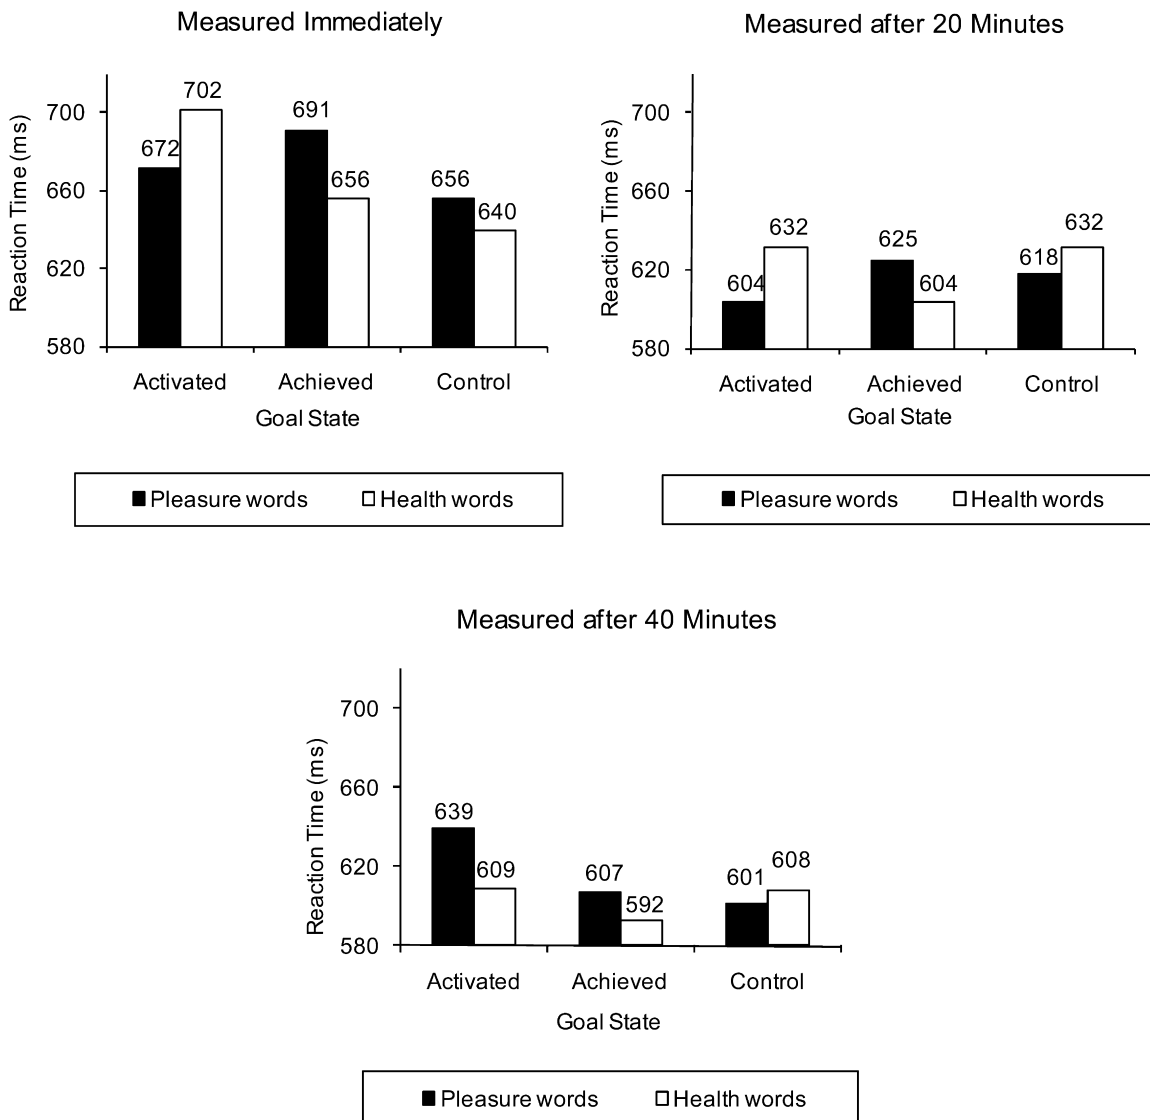 Measured Immediately
702
691
700
672
656
656
660
640
620
580
Reaction Time (ms)
Activated Achieved Control
Goal State
Pleasure words Health words
Measured after 20 Minutes
700
660
632
632
625
618
620
604
604
580
Reaction Time (ms)
Activated Achieved Control
Goal State
Pleasure words Health words
Measured after 40 Minutes
700
660
639
620
609
607
608
601
592
580
Reaction Time (ms)
Activated Achieved Control
Goal State
Pleasure words Health words